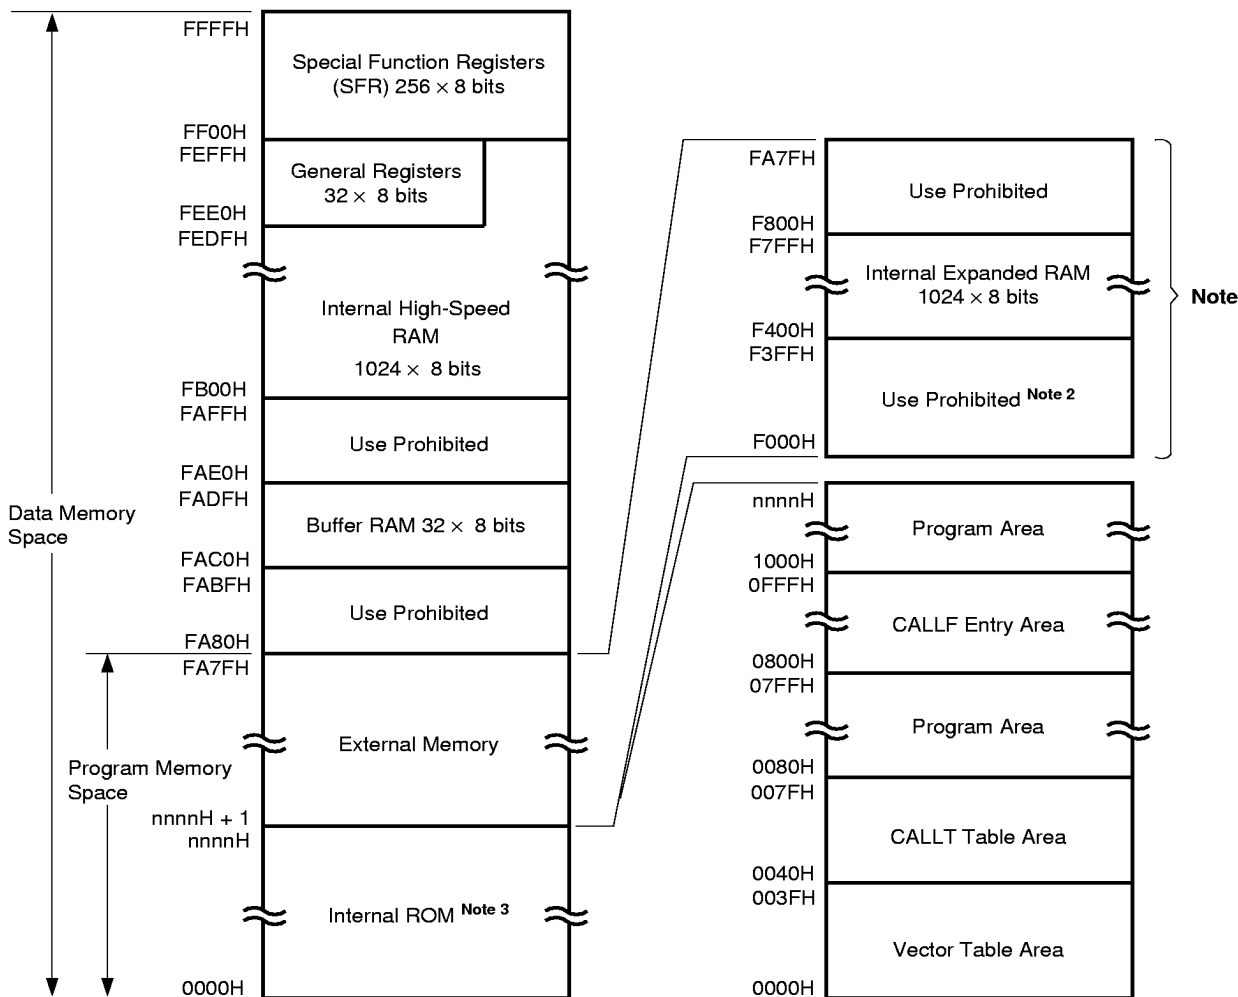 FFFFH
Special Function Registers
(SFR) 256 × 8 bits
FF00H
FEFFH
General Registers
32 × 8 bits
FEE0H
FEDFH
Internal High-Speed
RAM
1024 × 8 bits
FB00H
FAFFH
Use Prohibited
FAE0H
FADFH
Buffer RAM 32 × 8 bits
FAC0H
FABFH
Use Prohibited
FA80H
FA7FH
External Memory
nnnnH + 1
nnnnH
Internal ROM Note 3
0000H
Data Memory
Space
Program Memory
Space
FA7FH
Use Prohibited
F800H
F7FFH
Internal Expanded RAM
1024 × 8 bits
F400H
F3FFH
Use Prohibited Note 2
F000H
Note
nnnnH
Program Area
1000H
0FFFH
CALLF Entry Area
0800H
07FFH
Program Area
0080H
007FH
CALLT Table Area
0040H
003FH
Vector Table Area
0000H